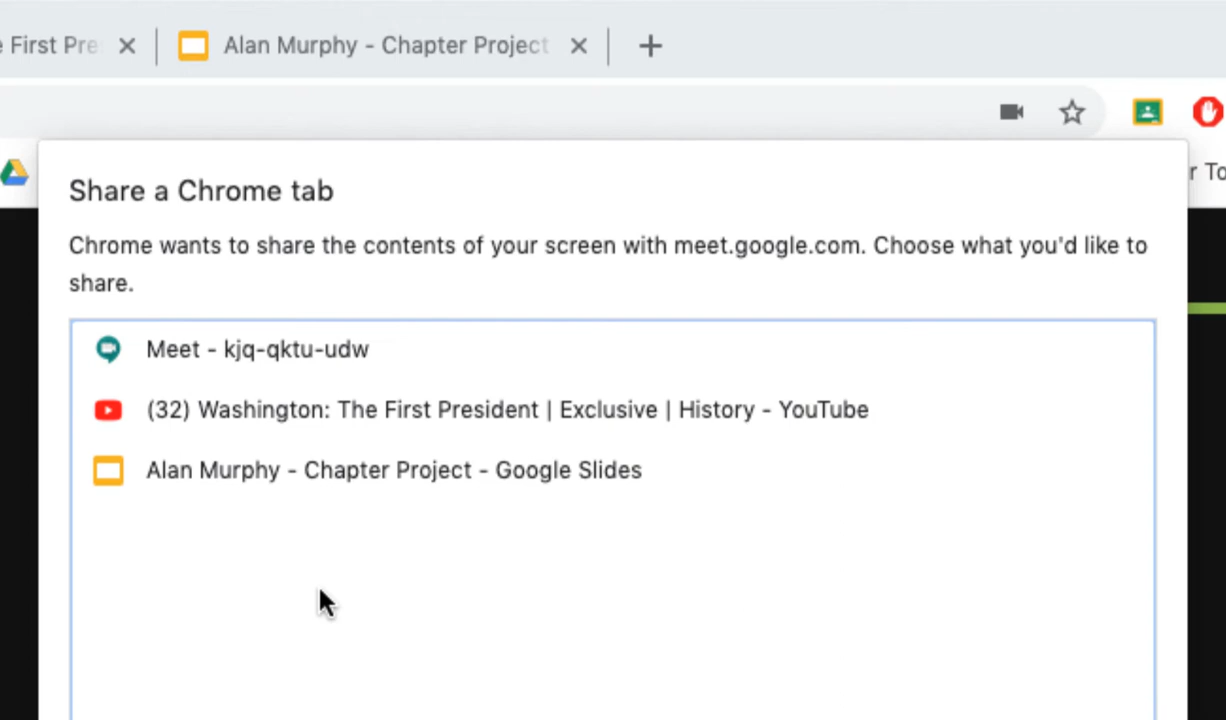 e First Pre
Alan Murphy - Chapter Project
r To
Share a Chrome tab
Chrome wants to share the contents of your screen with meet.google.com. Choose what you'd like to
share.
Meet - kjq-qktu-udw
(32) Washington: The First President | Exclusive | History - YouTube
Alan Murphy - Chapter Project - Google Slides